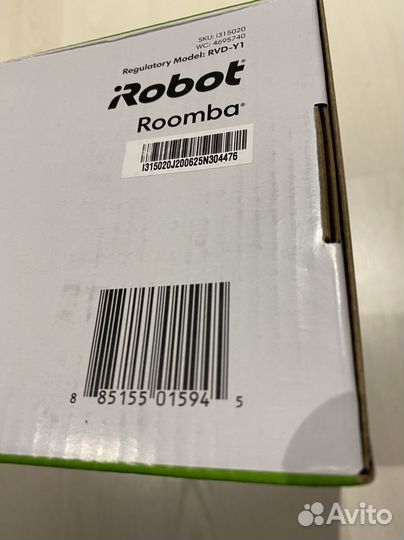 SKU: i315020
WC: 4695740
Regulatory Model: RVD-Y1
iRobot®
Roomba®
I315020J200625N304476
8 85155 01594 5
Avito